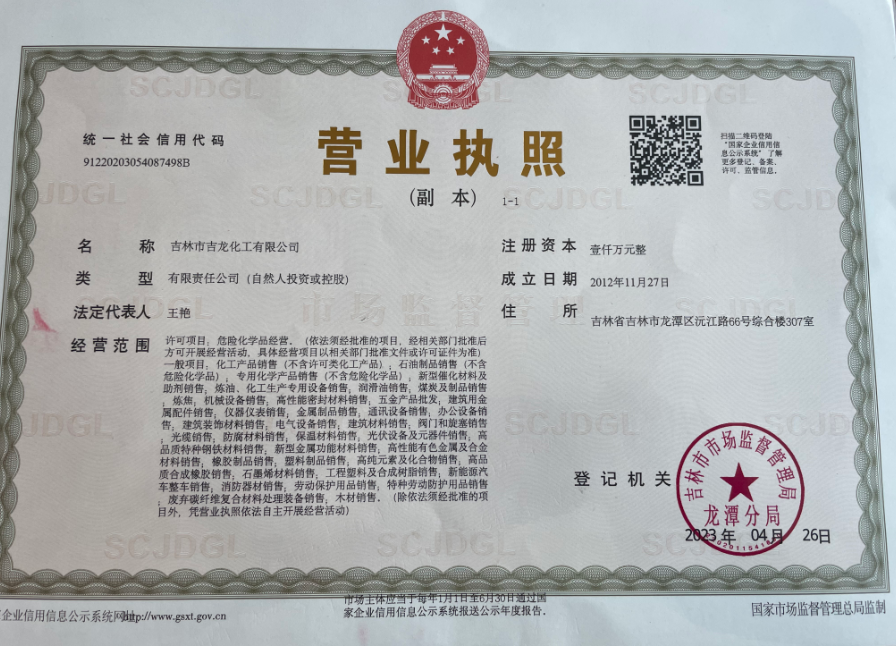 统一社会信用代码
91220203054087498B
营业执照
(副 本) 1-1
扫描二维码登陆
“国家企业信用信
息公示系统”了解
更多登记、备案、
许可、监管信息。
名 称 吉林市吉龙化工有限公司
类 型 有限责任公司（自然人投资或控股）
法定代表人 王艳
经营范围 许可项目：危险化学品经营。（依法须经批准的项目，经相关部门批准后
方可开展经营活动，具体经营项目以相关部门批准文件或许可证件为准）
一般项目：化工产品销售（不含许可类化工产品）；石油制品销售（不含
危险化学品）；专用化学产品销售（不含危险化学品）；新型催化材料及
助剂销售；炼油、化工生产专用设备销售；润滑油销售；煤炭及制品销售
；炼焦；机械设备销售；高性能密封材料销售；五金产品批发；建筑用金
属配件销售；仪器仪表销售；金属制品销售；通讯设备销售；办公设备销
售；建筑装饰材料销售；电气设备销售；建筑材料销售；阀门和旋塞销售
；光缆销售；防腐材料销售；保温材料销售；光伏设备及元器件销售；高
品质特种钢铁材料销售；新型金属功能材料销售；高性能有色金属及合金
材料销售；橡胶制品销售；塑料制品销售；高纯元素及化合物销售；高品
质合成橡胶销售；石墨烯材料销售；工程塑料及合成树脂销售；新能源汽
车整车销售；消防器材销售；劳动保护用品销售；特种劳动防护用品销售
；废弃碳纤维复合材料处理装备销售；木材销售。（除依法须经批准的项
目外，凭营业执照依法自主开展经营活动）
注册资本 壹仟万元整
成立日期 2012年11月27日
住 所 吉林省吉林市龙潭区沅江路66号综合楼307室
登记机关
吉林市市场监督管理局
龙潭分局
2023年 04月 26日
SCJDGL
市场监督管理
企业信用信息公示系统网址http://www.gsxt.gov.cn
市场主体应当于每年1月1日至6月30日通过国
家企业信用信息公示系统报送公示年度报告。
国家市场监督管理总局监制